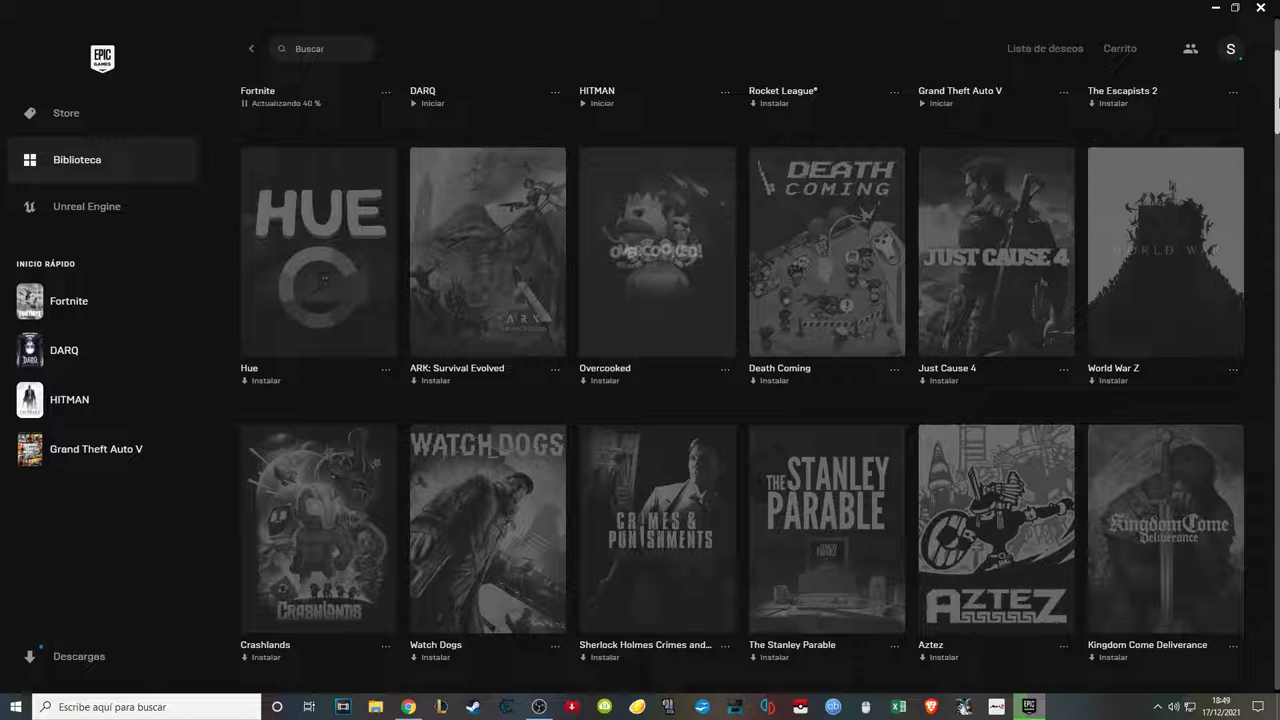 EPIC GAMES
Buscar
Lista de deseos
Carrito
S
Store
Biblioteca
Unreal Engine
INICIO RÁPIDO
Fortnite
DARQ
HITMAN
Grand Theft Auto V
Descargas
Fortnite
Actualizando 40 %
DARQ
Iniciar
HITMAN
Iniciar
Rocket League®
Instalar
Grand Theft Auto V
Iniciar
The Escapists 2
Instalar
HUE
Hue
Instalar
ARK
ARK: Survival Evolved
Instalar
OVERCOOKED!
Overcooked
Instalar
DEATH
COMING
Death Coming
Instalar
JUST CAUSE 4
Just Cause 4
Instalar
WORLD WAR
World War Z
Instalar
CRASHLANDS
Crashlands
Instalar
WATCH_DOGS
Watch Dogs
Instalar
CRIMES &
PUNISHMENTS
Sherlock Holmes Crimes and...
Instalar
THE STANLEY
PARABLE
The Stanley Parable
Instalar
AZTEZ
Aztez
Instalar
Kingdom Come
Deliverance
Kingdom Come Deliverance
Instalar
Escribe aquí para buscar
EPIC
18:49
17/12/2021